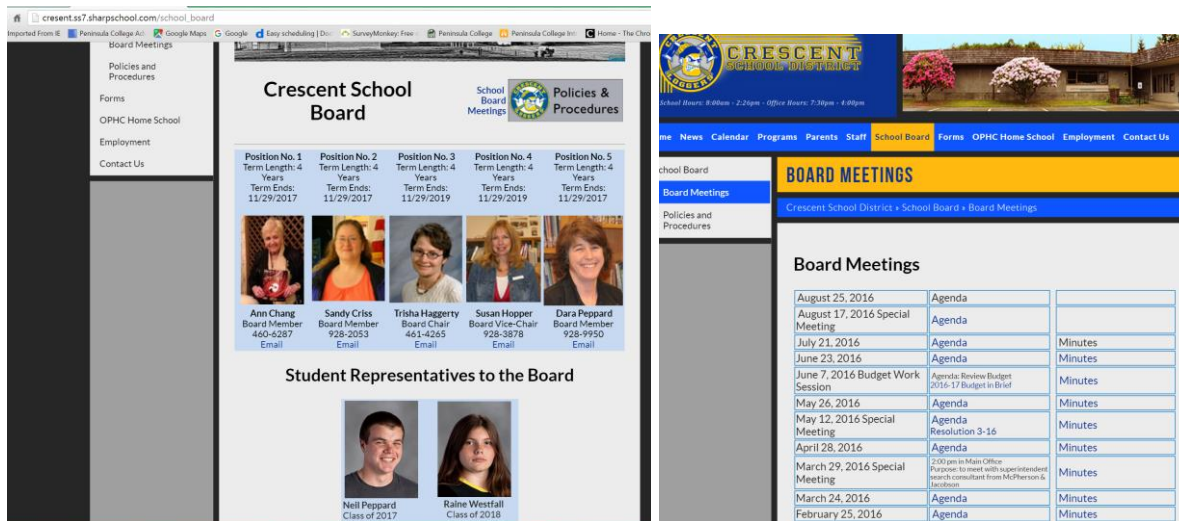 cresent.ss7.sharpschool.com/school_board
Imported From IE Peninsula College Ad Google Maps Google Easy scheduling | Doo SurveyMonkey: Free Peninsula College Peninsula College Int Home - The Chro
Board Meetings
Policies and
Procedures
Forms
OPHC Home School
Employment
Contact Us
Crescent School
Board
School
Board
Meetings
Policies &
Procedures
Position No. 1
Term Length: 4
Years
Term Ends:
11/29/2017
Position No. 2
Term Length: 4
Years
Term Ends:
11/29/2017
Position No. 3
Term Length: 4
Years
Term Ends:
11/29/2019
Position No. 4
Term Length: 4
Years
Term Ends:
11/29/2019
Position No. 5
Term Length: 4
Years
Term Ends:
11/29/2017
Ann Chang
Board Member
460-6287
Email
Sandy Criss
Board Member
928-2053
Email
Trisha Haggerty
Board Chair
461-4265
Email
Susan Hopper
Board Vice-Chair
928-3878
Email
Dara Peppard
Board Member
928-9950
Email
Student Representatives to the Board
Neil Peppard
Class of 2017
Raine Westfall
Class of 2018
CRESCENT
LOGGERS
CRESCENT
SCHOOL DISTRICT
School Hours: 8:00am - 2:26pm - Office Hours: 7:30pm - 4:00pm
me News Calendar Programs Parents Staff School Board Forms OPHC Home School Employment Contact Us
chool Board
Board Meetings
Policies and
Procedures
BOARD MEETINGS
Crescent School District » School Board » Board Meetings
Board Meetings
August 25, 2016 Agenda
August 17, 2016 Special
Meeting
Agenda
July 21, 2016 Agenda Minutes
June 23, 2016 Agenda Minutes
June 7, 2016 Budget Work
Session
Agenda: Review Budget
2016-17 Budget in Brief
Minutes
May 26, 2016 Agenda Minutes
May 12, 2016 Special
Meeting
Agenda
Resolution 3-16
Minutes
April 28, 2016 Agenda Minutes
March 29, 2016 Special
Meeting
2:00 pm in Main Office
Purpose: to meet with superintendent
search consultant from McPherson &
Jacobson
Minutes
March 24, 2016 Agenda Minutes
February 25, 2016 Agenda Minutes